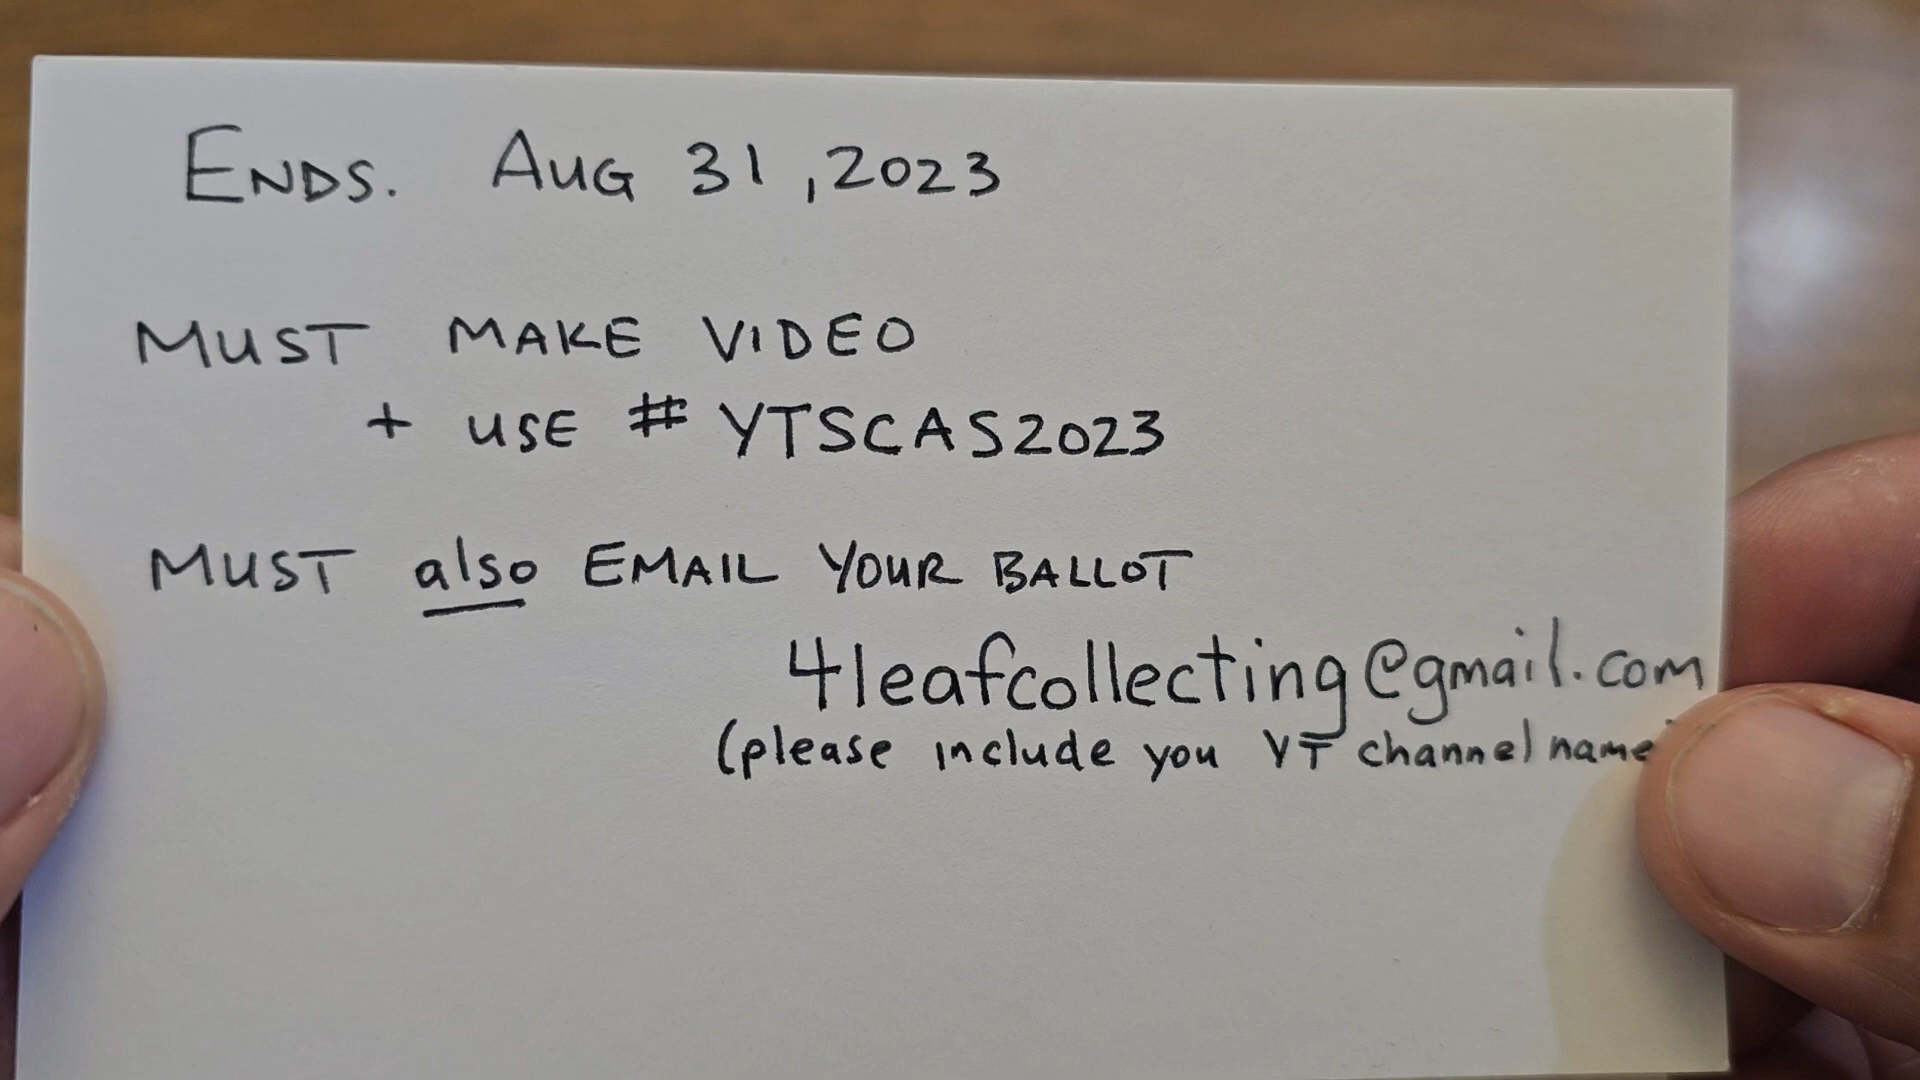 ENDS. AUG 31, 2023
MUST MAKE VIDEO
+ USE # YTSCAS2023
MUST also EMAIL YOUR BALLOT
4leafcollecting@gmail.com
(please include you YT channel name